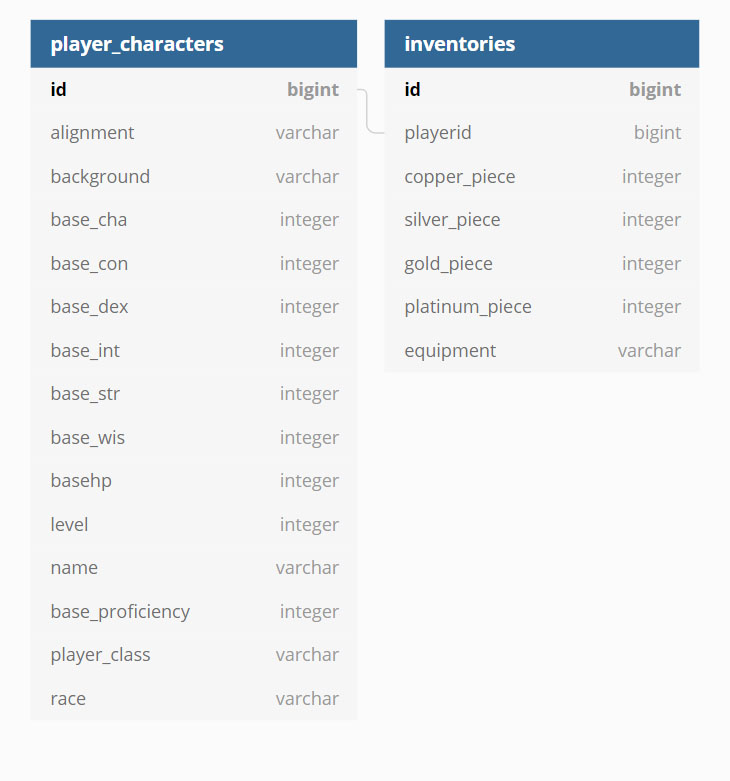 player_characters
id bigint
alignment varchar
background varchar
base_cha integer
base_con integer
base_dex integer
base_int integer
base_str integer
base_wis integer
basehp integer
level integer
name varchar
base_proficiency integer
player_class varchar
race varchar
inventories
id bigint
playerid bigint
copper_piece integer
silver_piece integer
gold_piece integer
platinum_piece integer
equipment varchar